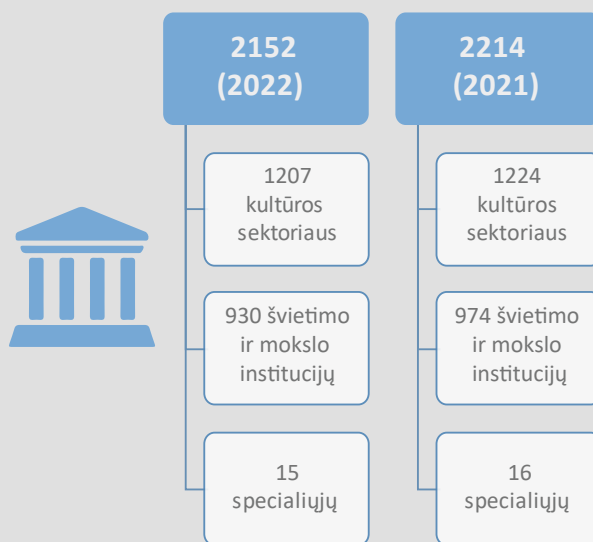 2152
(2022)
1207
kultūros
sektoriaus
930 švietimo
ir mokslo
institucijų
15
specialiųjų
2214
(2021)
1224
kultūros
sektoriaus
974 švietimo
ir mokslo
institucijų
16
specialiųjų